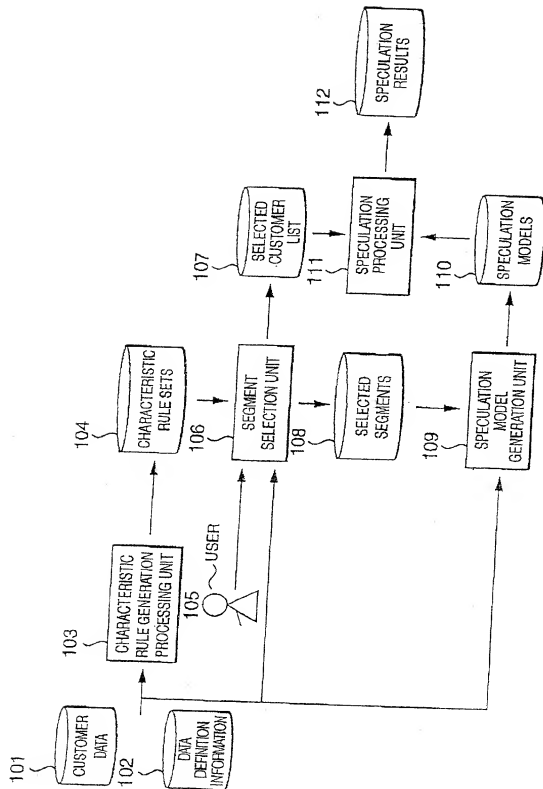 101
CUSTOMER
DATA
102
DATA
DEFINITION
INFORMATION
103
CHARACTERISTIC
RULE GENERATION
PROCESSING UNIT
104
CHARACTERISTIC
RULE SETS
105
USER
106
SEGMENT
SELECTION UNIT
107
SELECTED
CUSTOMER
LIST
108
SELECTED
SEGMENTS
109
SPECULATION
MODEL
GENERATION UNIT
110
SPECULATION
MODELS
111
SPECULATION
PROCESSING
UNIT
112
SPECULATION
RESULTS